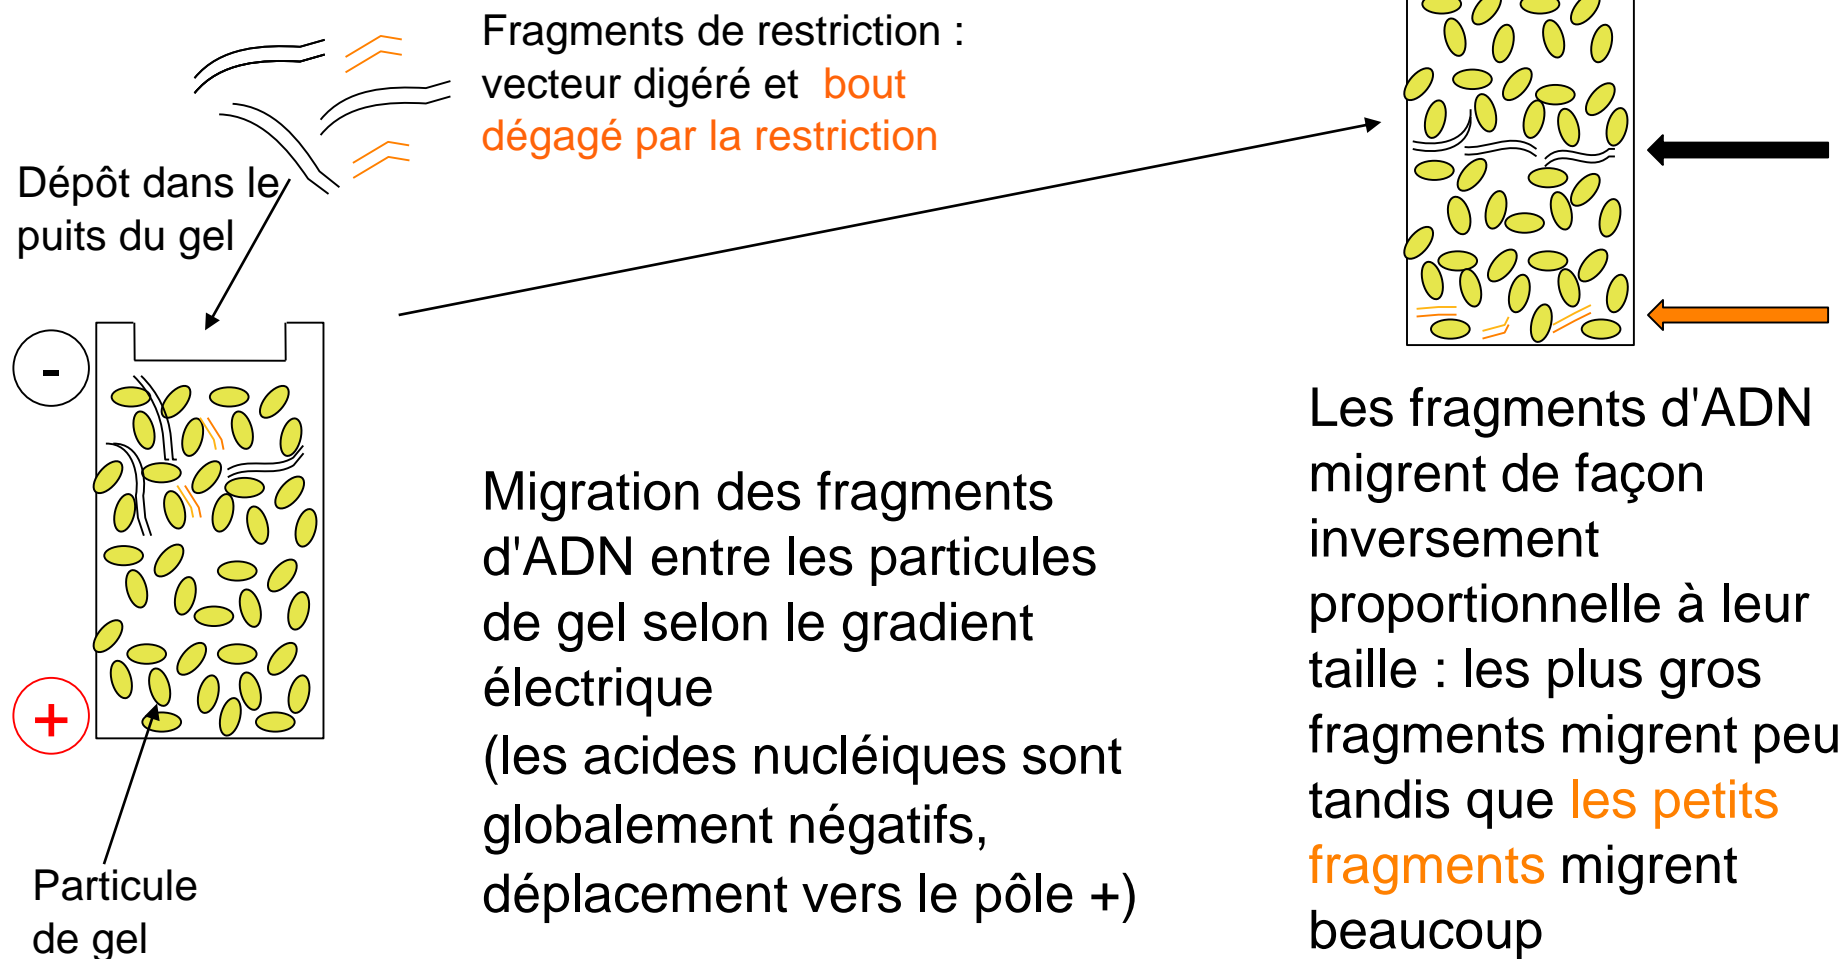 Fragments de restriction :
vecteur digéré et bout
dégagé par la restriction
Dépôt dans le
puits du gel
-
+
Particule
de gel
Migration des fragments
d'ADN entre les particules
de gel selon le gradient
électrique
(les acides nucléiques sont
globalement négatifs,
déplacement vers le pôle +)
Les fragments d'ADN
migrent de façon
inversement
proportionnelle à leur
taille : les plus gros
fragments migrent peu
tandis que les petits
fragments migrent
beaucoup